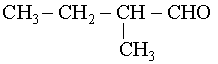 CH₃ – CH₂ – CH – CHO
CH₃